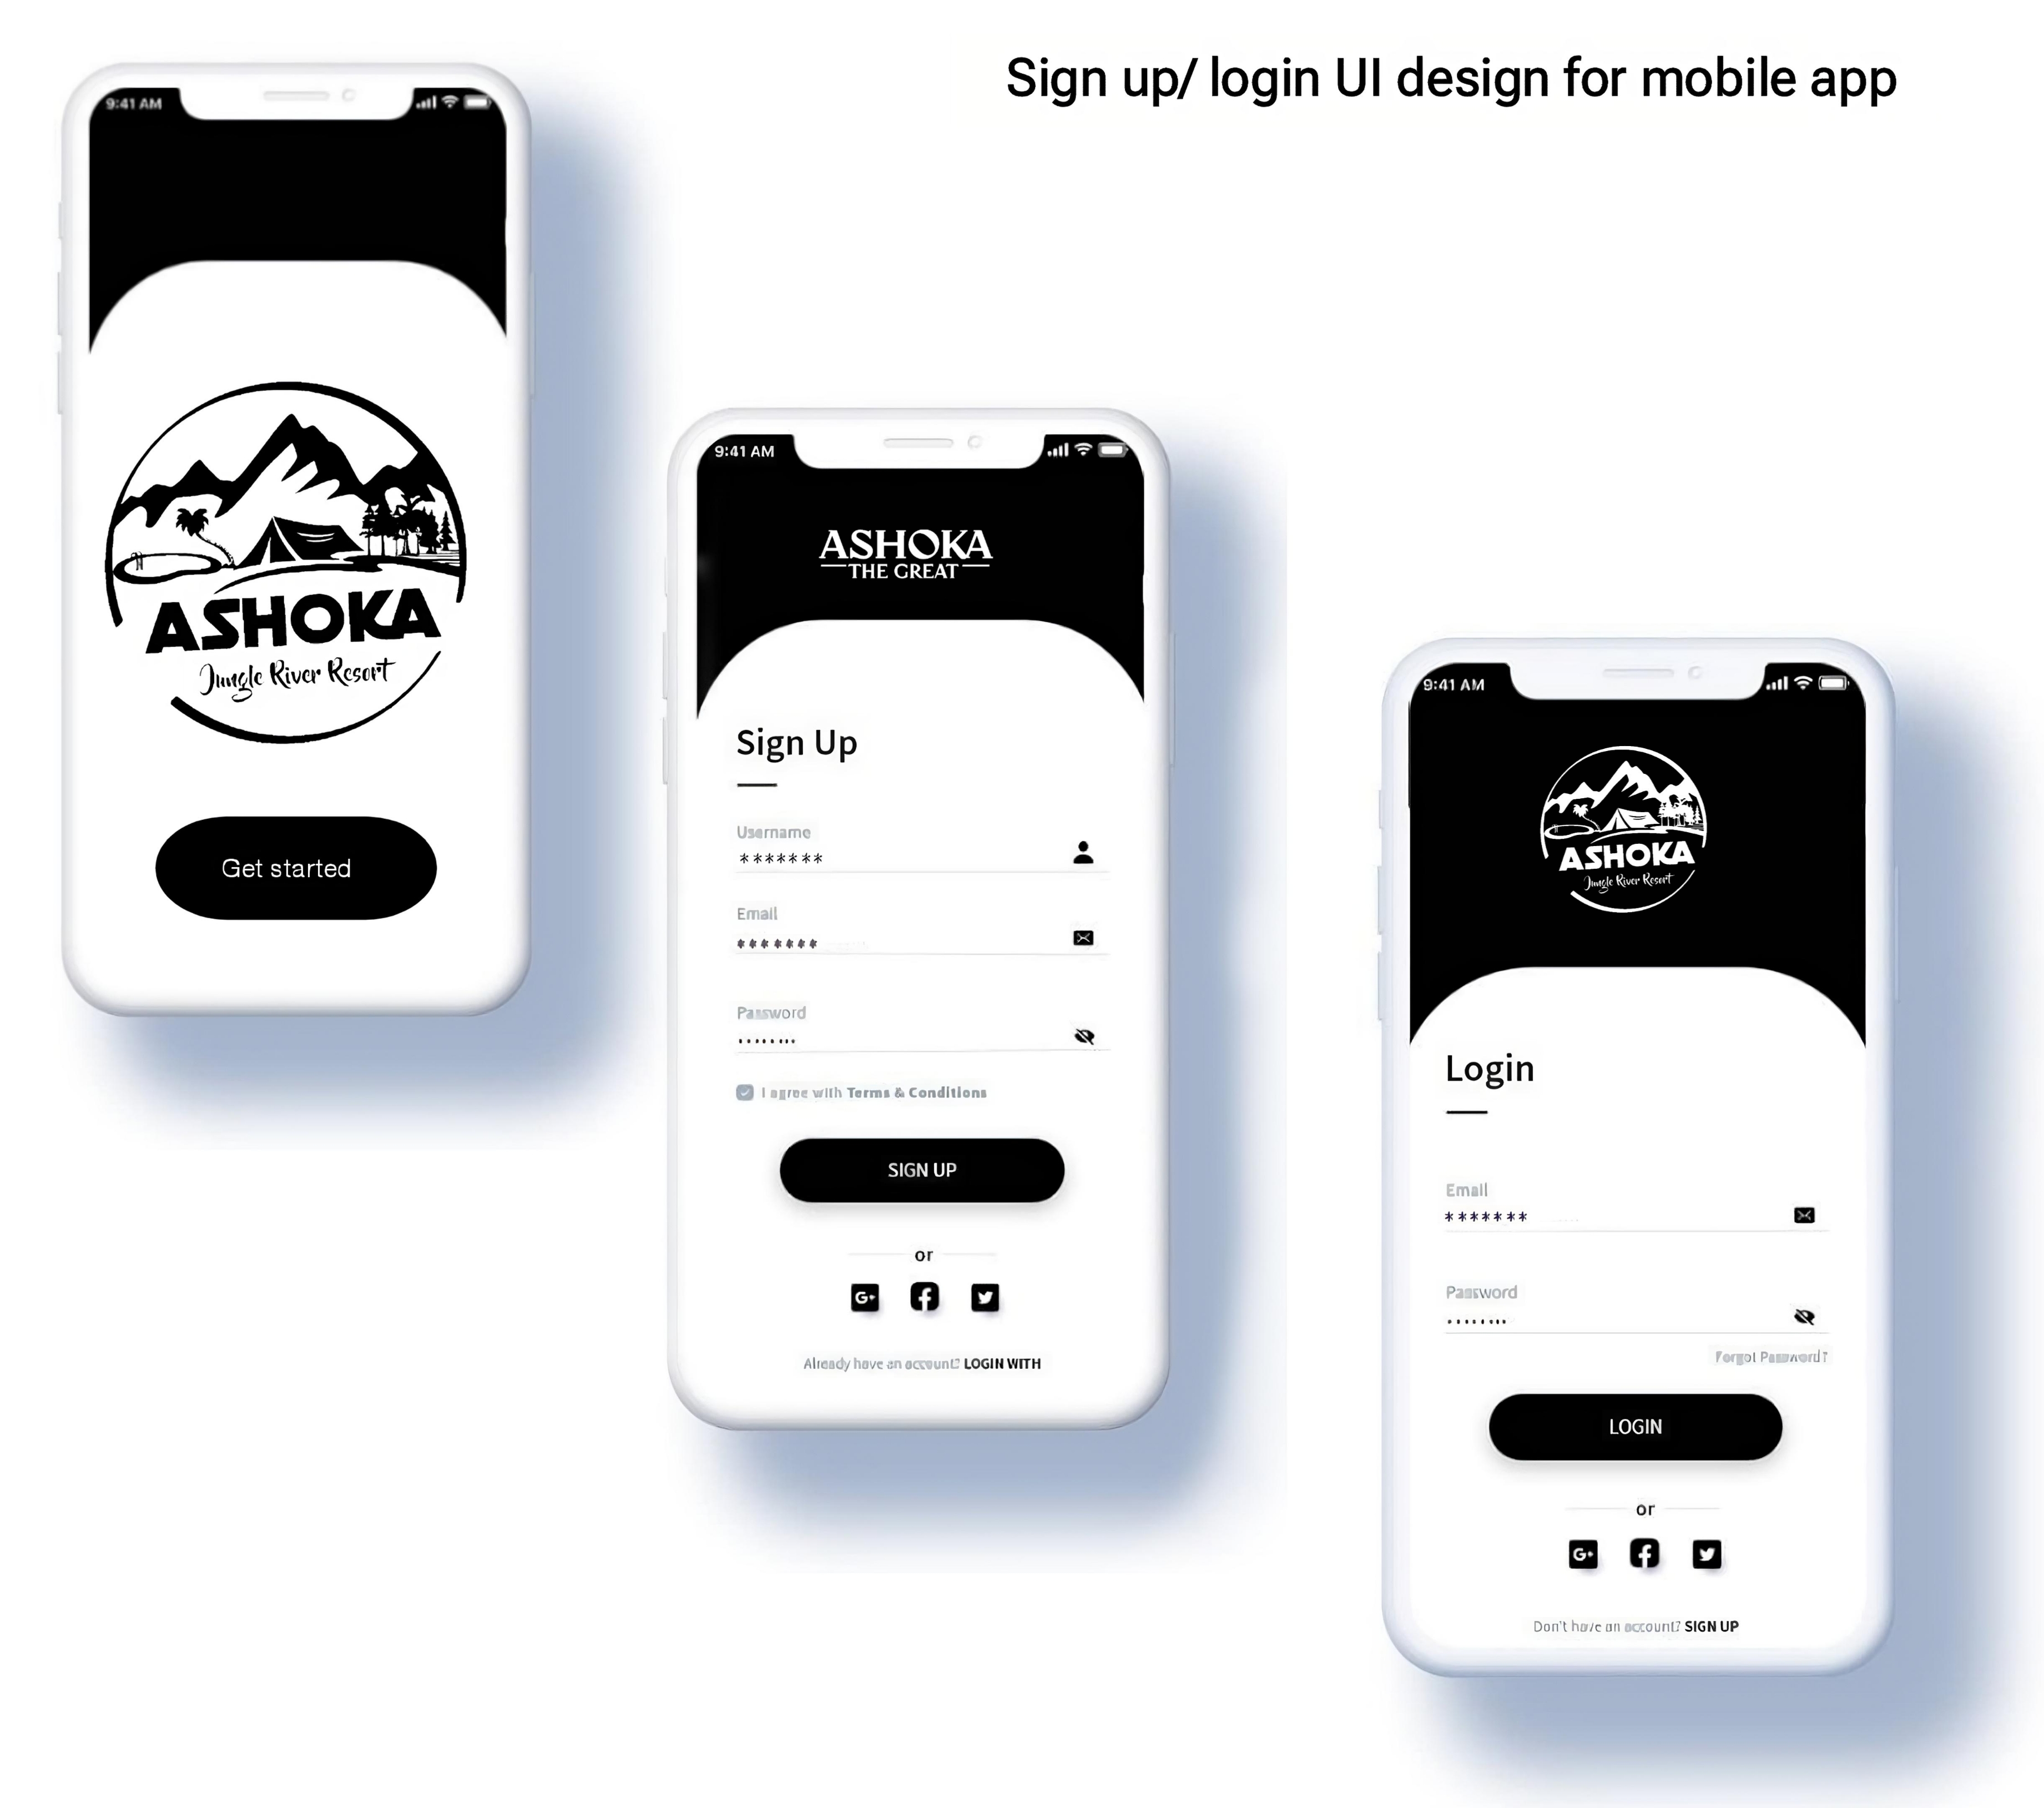 Sign up/ login UI design for mobile app
9:41 AM
ASHOKA
Jungle River Resort
Get started
9:41 AM
ASHOKA
THE GREAT
Sign Up
Username
*******
Email
*******
Password
........
I agree with Terms & Conditions
SIGN UP
or
G+
Already have an account? LOGIN WITH
9:41 AM
ASHOKA
Jungle River Resort
Login
Email
*******
Password
........
Forgot Password?
LOGIN
or
G+
Don't have an account? SIGN UP